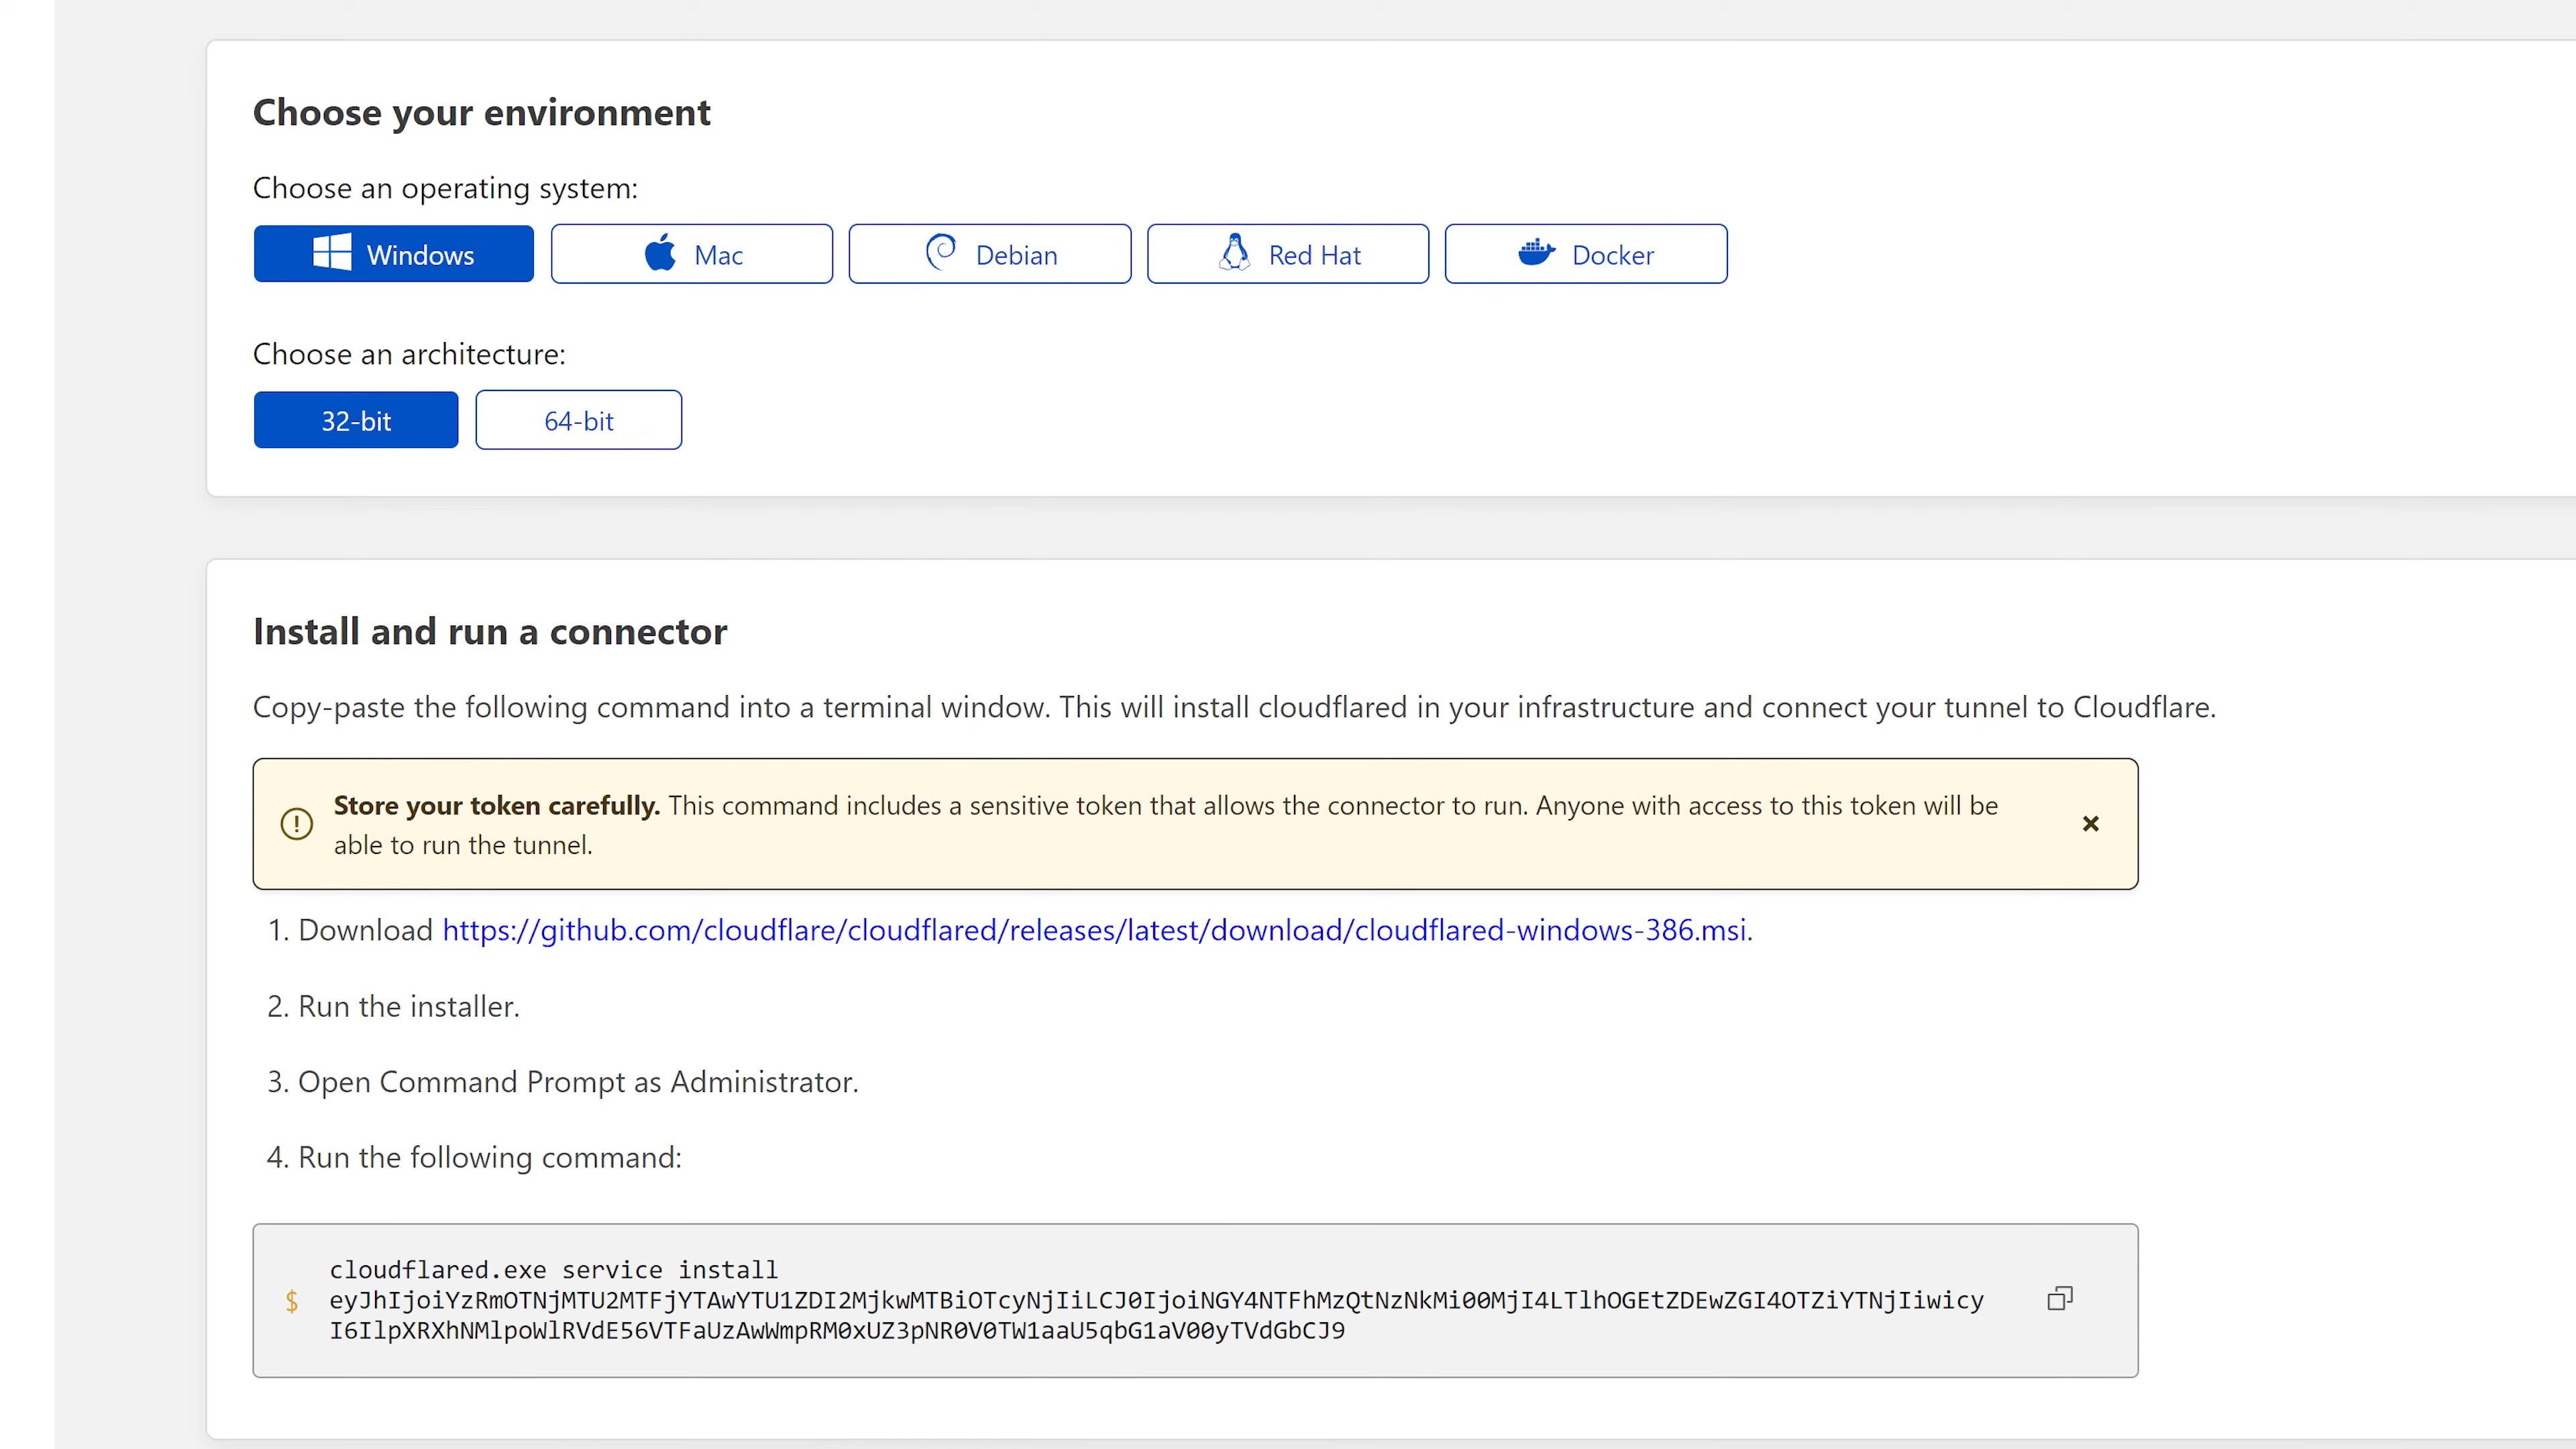 Choose your environment
Choose an operating system:
Windows
Mac
Debian
Red Hat
Docker
Choose an architecture:
32-bit
64-bit
Install and run a connector
Copy-paste the following command into a terminal window. This will install cloudflared in your infrastructure and connect your tunnel to Cloudflare.
Store your token carefully. This command includes a sensitive token that allows the connector to run. Anyone with access to this token will be
able to run the tunnel.
1. Download https://github.com/cloudflare/cloudflared/releases/latest/download/cloudflared-windows-386.msi.
2. Run the installer.
3. Open Command Prompt as Administrator.
4. Run the following command:
cloudflared.exe service install
$ eyJhIjoiYzRmOTNjMTU2MTFjYTAwYTU1ZDI2MjkwMTBiOTcyNjIiLCJ0IjoiNGY4NTFhMzQtNzNkMi00MjI4LTlhOGEtZDEwZGI4OTZiYTNjIiwicy
I6IlpXRXhNMlpoWlRVdE56VTFaUzAwWmpRM0xUZ3pNR0V0TW1aaU5qbG1aV00yTVdGbCJ9